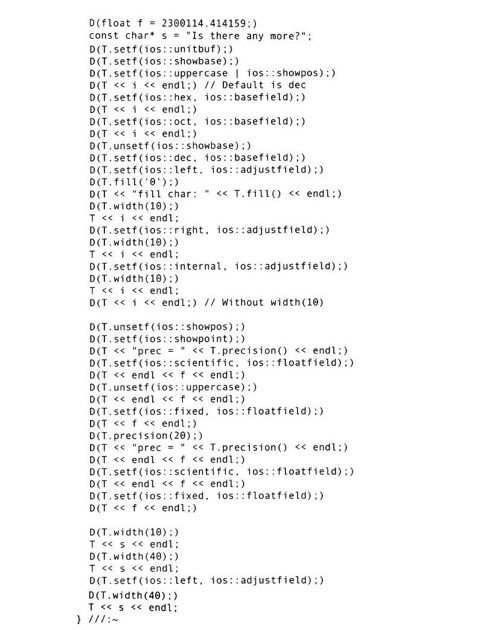 D(float f = 2300114.414159;)
const char* s = "Is there any more?";
D(T.setf(ios::unitbuf);)
D(T.setf(ios::showbase);)
D(T.setf(ios::uppercase | ios::showpos);)
D(T << i << endl;) // Default is dec
D(T.setf(ios::hex, ios::basefield);)
D(T << i << endl;)
D(T.setf(ios::oct, ios::basefield);)
D(T << i << endl;)
D(T.unsetf(ios::showbase);)
D(T.setf(ios::dec, ios::basefield);)
D(T.setf(ios::left, ios::adjustfield);)
D(T.fill('0');)
D(T << "fill char: " << T.fill() << endl;)
D(T.width(10);)
T << i << endl;
D(T.setf(ios::right, ios::adjustfield);)
D(T.width(10);)
T << i << endl;
D(T.setf(ios::internal, ios::adjustfield);)
D(T.width(10);)
T << i << endl;
D(T << i << endl;) // Without width(10)

D(T.unsetf(ios::showpos);)
D(T.setf(ios::showpoint);)
D(T << "prec = " << T.precision() << endl;)
D(T.setf(ios::scientific, ios::floatfield);)
D(T << endl << f << endl;)
D(T.unsetf(ios::uppercase);)
D(T << endl << f << endl;)
D(T.setf(ios::fixed, ios::floatfield);)
D(T << f << endl;)
D(T.precision(20);)
D(T << "prec = " << T.precision() << endl;)
D(T << endl << f << endl;)
D(T.setf(ios::scientific, ios::floatfield);)
D(T << endl << f << endl;)
D(T.setf(ios::fixed, ios::floatfield);)
D(T << f << endl;)

D(T.width(10);)
T << s << endl;
D(T.width(40);)
T << s << endl;
D(T.setf(ios::left, ios::adjustfield);)
D(T.width(40);)
T << s << endl;
} ///:~